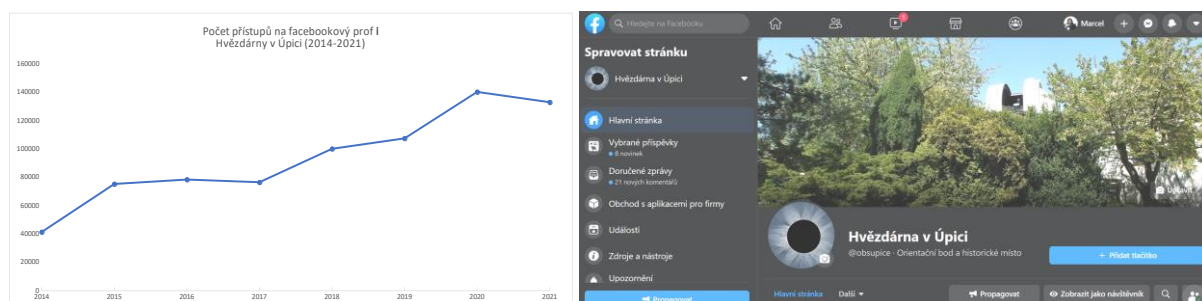 Počet přístupů na facebookový prof l
Hvězdárny v Úpici (2014-2021)
160000
140000
120000
100000
80000
60000
40000
20000
0
2014 2015 2016 2017 2018 2019 2020 2021
Hledejte na Facebooku
1
Marcel
Spravovat stránku
Hvězdárna v Úpici
Hlavní stránka
Vybrané příspěvky
8 novinek
Doručené zprávy
21 nových komentářů
Obchod s aplikacemi pro firmy
Události
Zdroje a nástroje
Upozornění
Propagovat
Upravit
Hvězdárna v Úpici
@obsupice · Orientační bod a historické místo
+ Přidat tlačítko
Hlavní stránka Další Propagovat Zobrazit jako návštěvník